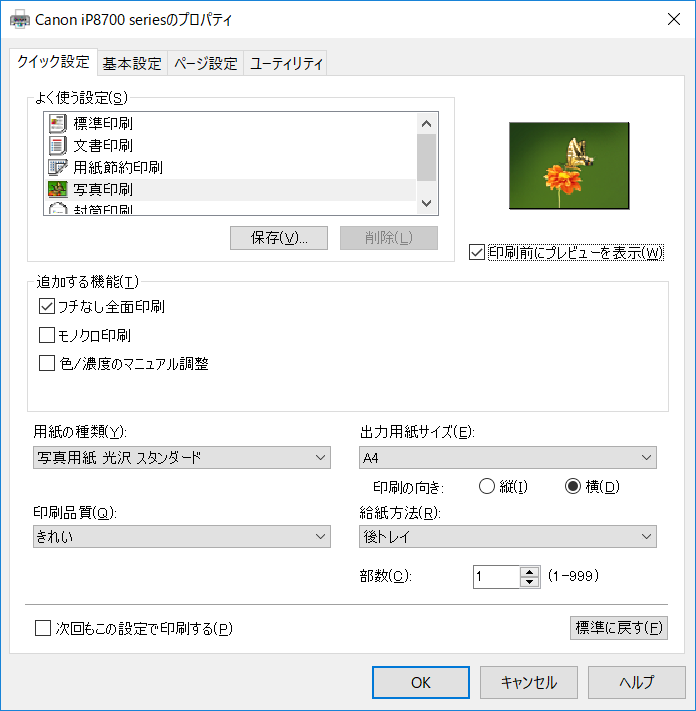 Canon iP8700 seriesのプロパティ
クイック設定 基本設定 ページ設定 ユーティリティ
よく使う設定(S)
標準印刷
文書印刷
用紙節約印刷
写真印刷
封筒印刷
保存(V)... 削除(L)
印刷前にプレビューを表示(W)
追加する機能(T)
フチなし全面印刷
モノクロ印刷
色/濃度のマニュアル調整
用紙の種類(Y):
写真用紙 光沢 スタンダード
出力用紙サイズ(E):
A4
印刷の向き: 縦(I) 横(D)
印刷品質(Q):
きれい
給紙方法(R):
後トレイ
部数(C): 1 (1-999)
次回もこの設定で印刷する(P)
標準に戻す(F)
OK キャンセル ヘルプ